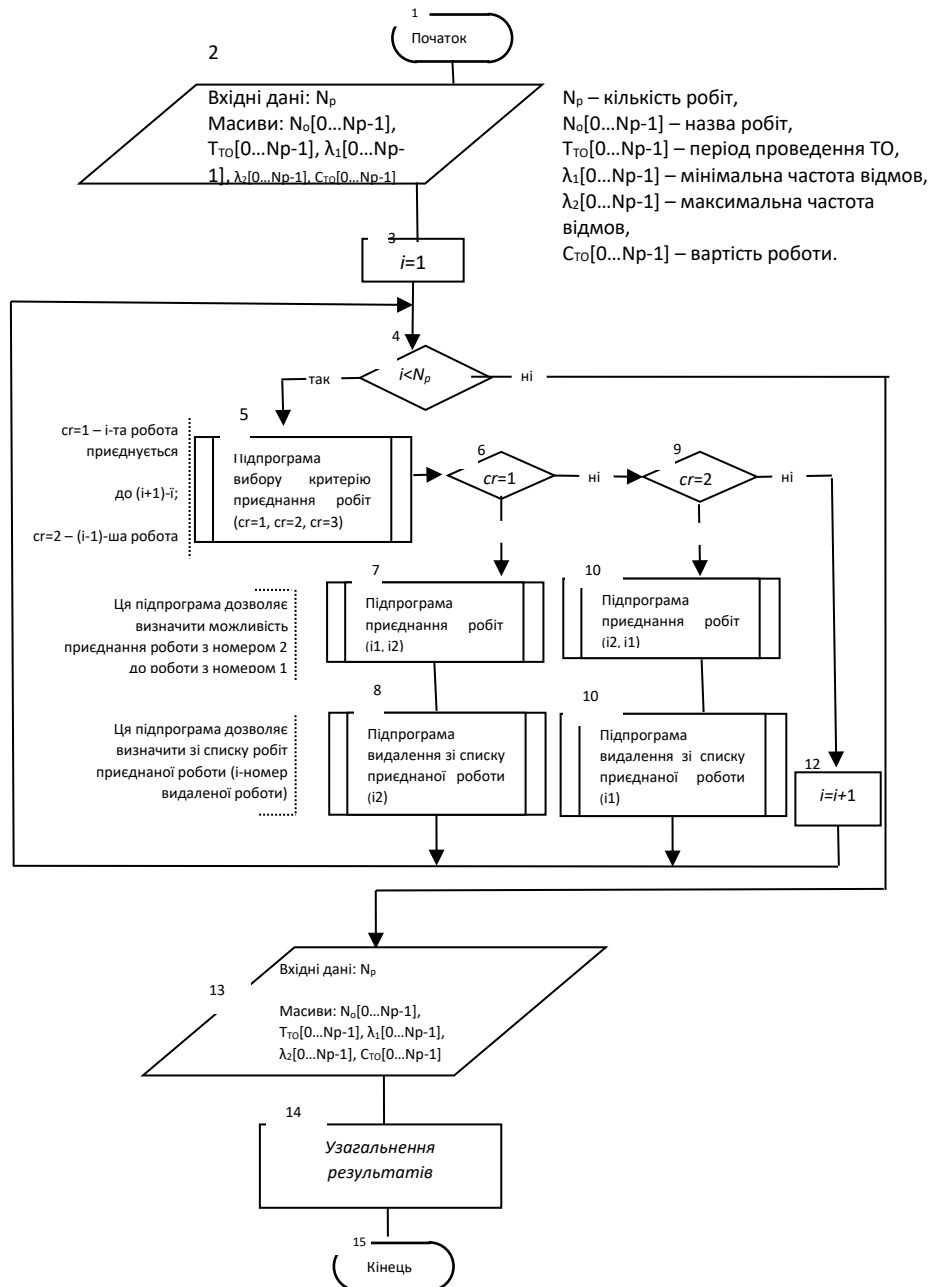 1
Початок
2
Вхідні дані: Nр
Масиви: No[0...Np-1],
TТО[0...Np-1], λ1[0...Np-
1], λ2[0...Np-1], CТО[0...Np-1]
Nр – кількість робіт,
No[0...Np-1] – назва робіт,
TТО[0...Np-1] – період проведення ТО,
λ1[0...Np-1] – мінімальна частота відмов,
λ2[0...Np-1] – максимальна частота
відмов,
CТО[0...Np-1] – вартість роботи.
3
i=1
4
i<Np
так
ні
5
cr=1 – і-та робота
приєднується
до (і+1)-ї;
cr=2 – (і-1)-ша робота
Підпрограма
вибору критерію
приєднання робіт
(cr=1, cr=2, cr=3)
6
cr=1
ні
9
cr=2
ні
7
Підпрограма
приєднання робіт
(i1, i2)
10
Підпрограма
приєднання робіт
(i2, i1)
Ця підпрограма дозволяє
визначити можливість
приєднання роботи з номером 2
до роботи з номером 1
8
Підпрограма
видалення зі списку
приєднаної роботи
(i2)
10
Підпрограма
видалення зі списку
приєднаної роботи
(i1)
Ця підпрограма дозволяє
визначити зі списку робіт
приєднаної роботи (і-номер
видаленої роботи)
12
i=i+1
13
Вхідні дані: Nр
Масиви: No[0...Np-1],
TТО[0...Np-1], λ1[0...Np-1],
λ2[0...Np-1], CТО[0...Np-1]
14
Узагальнення
результатів
15
Кінець